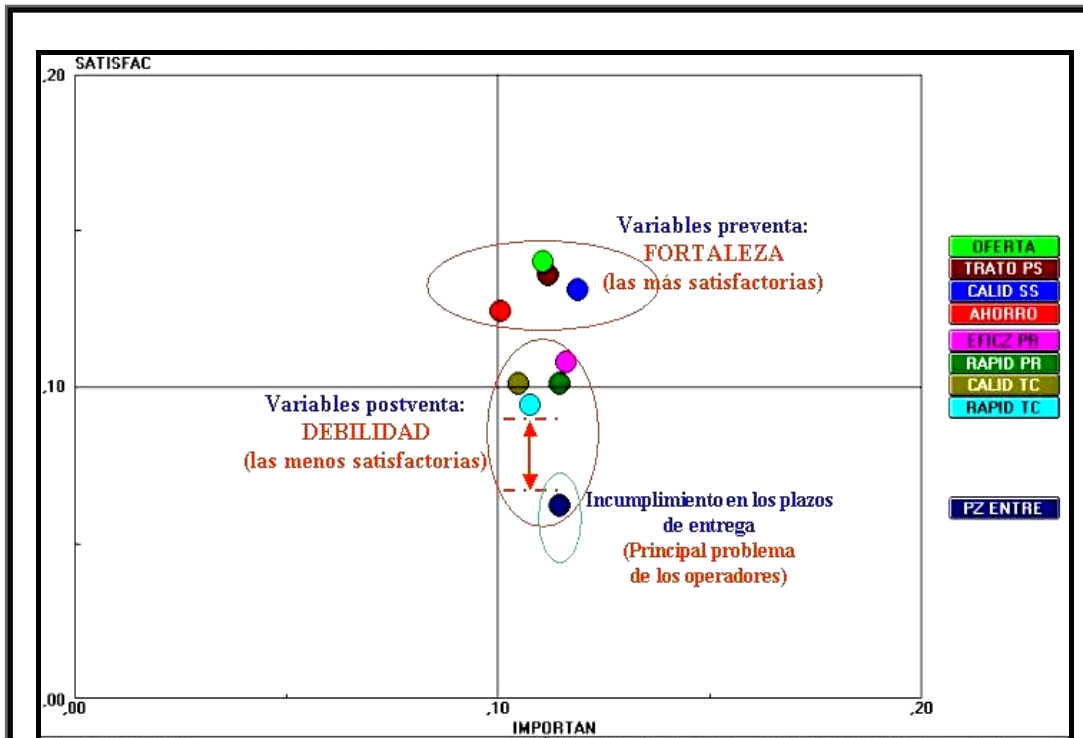 SATISFAC
,20
Variables preventa:
FORTALEZA
(las más satisfactorias)
OFERTA
TRATO PS
CALID SS
AHORRO
EFICZ PR
RAPID PR
CALID TC
RAPID TC
,10
Variables postventa:
DEBILIDAD
(las menos satisfactorias)
Incumplimiento en los plazos
de entrega
(Principal problema
de los operadores)
PZ ENTRE
,00
,00
,10
,20
IMPORTAN